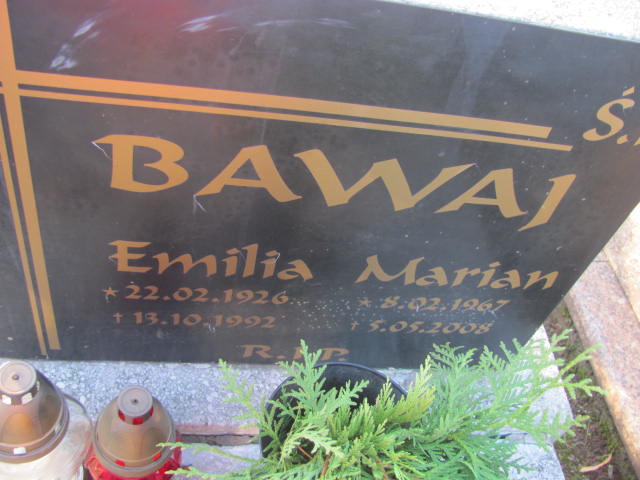 Ś.
BAWAJ
Emilia Marian
* 22.02.1926 * 8.02.1967
† 13.10.1992 † 5.05.2008
R.I.P.